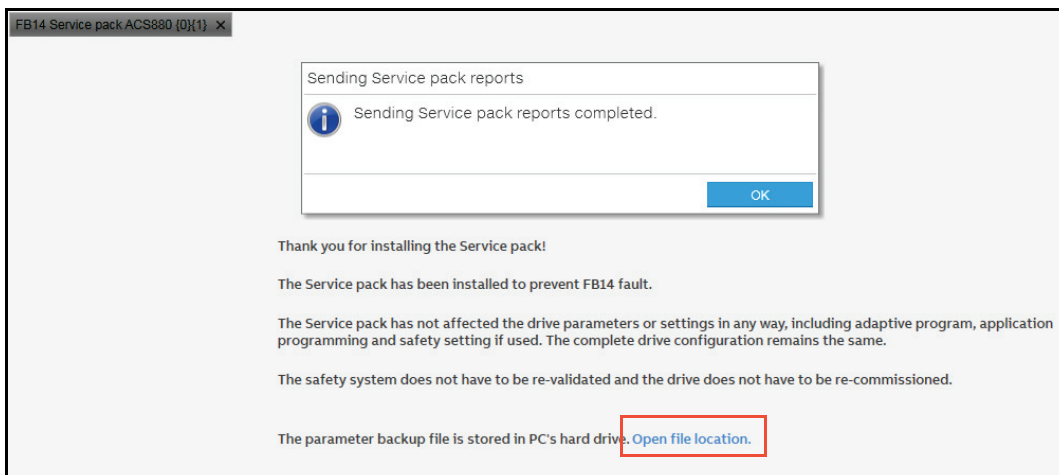 FB14 Service pack ACS880 {0}{1} ×
Sending Service pack reports
Sending Service pack reports completed.
OK
Thank you for installing the Service pack!
The Service pack has been installed to prevent FB14 fault.
The Service pack has not affected the drive parameters or settings in any way, including adaptive program, application
programming and safety setting if used. The complete drive configuration remains the same.
The safety system does not have to be re-validated and the drive does not have to be re-commissioned.
The parameter backup file is stored in PC's hard drive. Open file location.